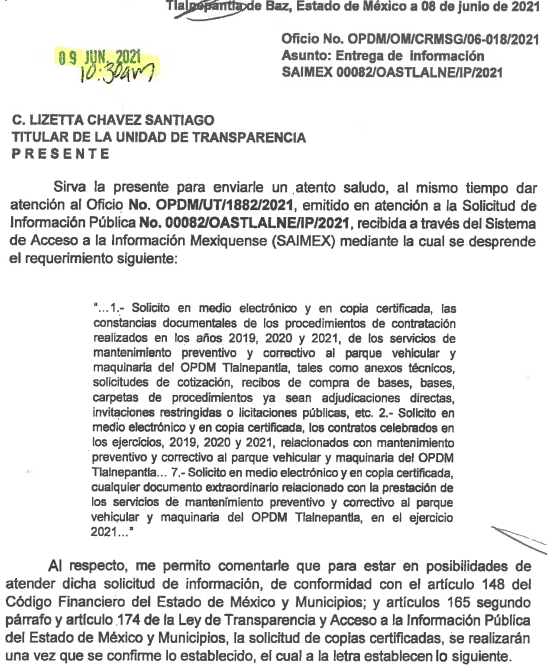 Tlalnepantla de Baz, Estado de México a 08 de junio de 2021
Oficio No. OPDM/OM/CRMSG/06-018/2021
Asunto: Entrega de información
SAIMEX 00082/OASTLALNE/IP/2021
09 JUN. 2021
10:30am
C. LIZETTA CHAVEZ SANTIAGO
TITULAR DE LA UNIDAD DE TRANSPARENCIA
P R E S E N T E
Sirva la presente para enviarle un atento saludo, al mismo tiempo dar
atención al Oficio No. OPDM/UT/1882/2021, emitido en atención a la Solicitud de
Información Pública No. 00082/OASTLALNE/IP/2021, recibida a través del Sistema
de Acceso a la Información Mexiquense (SAIMEX) mediante la cual se desprende
el requerimiento siguiente:
"...1.- Solicito en medio electrónico y en copia certificada, las
constancias documentales de los procedimientos de contratación
realizados en los años 2019, 2020 y 2021, de los servicios de
mantenimiento preventivo y correctivo al parque vehicular y
maquinaria del OPDM Tlalnepantla, tales como anexos técnicos,
solicitudes de cotización, recibos de compra de bases, bases,
carpetas de procedimientos ya sean adjudicaciones directas,
invitaciones restringidas o licitaciones públicas, etc. 2.- Solicito en
medio electrónico y en copia certificada, los contratos celebrados en
los ejercicios, 2019, 2020 y 2021, relacionados con mantenimiento
preventivo y correctivo al parque vehicular y maquinaria del OPDM
Tlalnepantla... 7.- Solicito en medio electrónico y en copia certificada,
cualquier documento extraordinario relacionado con la prestación de
los servicios de mantenimiento preventivo y correctivo al parque
vehicular y maquinaria del OPDM Tlalnepantla, en el ejercicio
2021..."
Al respecto, me permito comentarle que para estar en posibilidades de
atender dicha solicitud de información, de conformidad con el artículo 148 del
Código Financiero del Estado de México y Municipios; y artículos 165 segundo
párrafo y artículo 174 de la Ley de Transparencia y Acceso a la Información Pública
del Estado de México y Municipios, la solicitud de copias certificadas, se realizarán
una vez que se confirme lo establecido, el cual a la letra establecen lo siguiente.